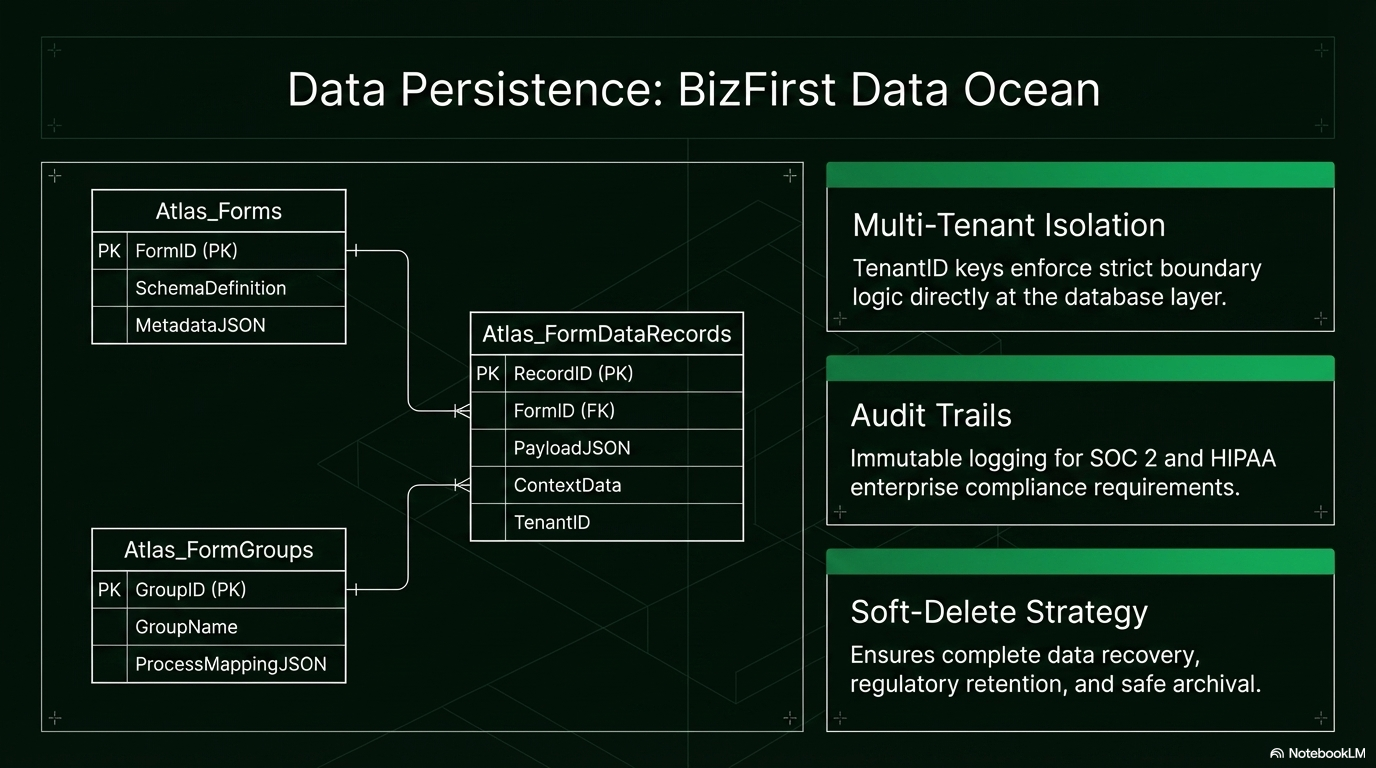 Data Persistence: BizFirst Data Ocean
Atlas_Forms
PK FormID (PK)
SchemaDefinition
MetadataJSON
Atlas_FormDataRecords
PK RecordID (PK)
FormID (FK)
PayloadJSON
ContextData
TenantID
Atlas_FormGroups
PK GroupID (PK)
GroupName
ProcessMappingJSON
Multi-Tenant Isolation
TenantID keys enforce strict boundary
logic directly at the database layer.
Audit Trails
Immutable logging for SOC 2 and HIPAA
enterprise compliance requirements.
Soft-Delete Strategy
Ensures complete data recovery,
regulatory retention, and safe archival.
NotebookLM